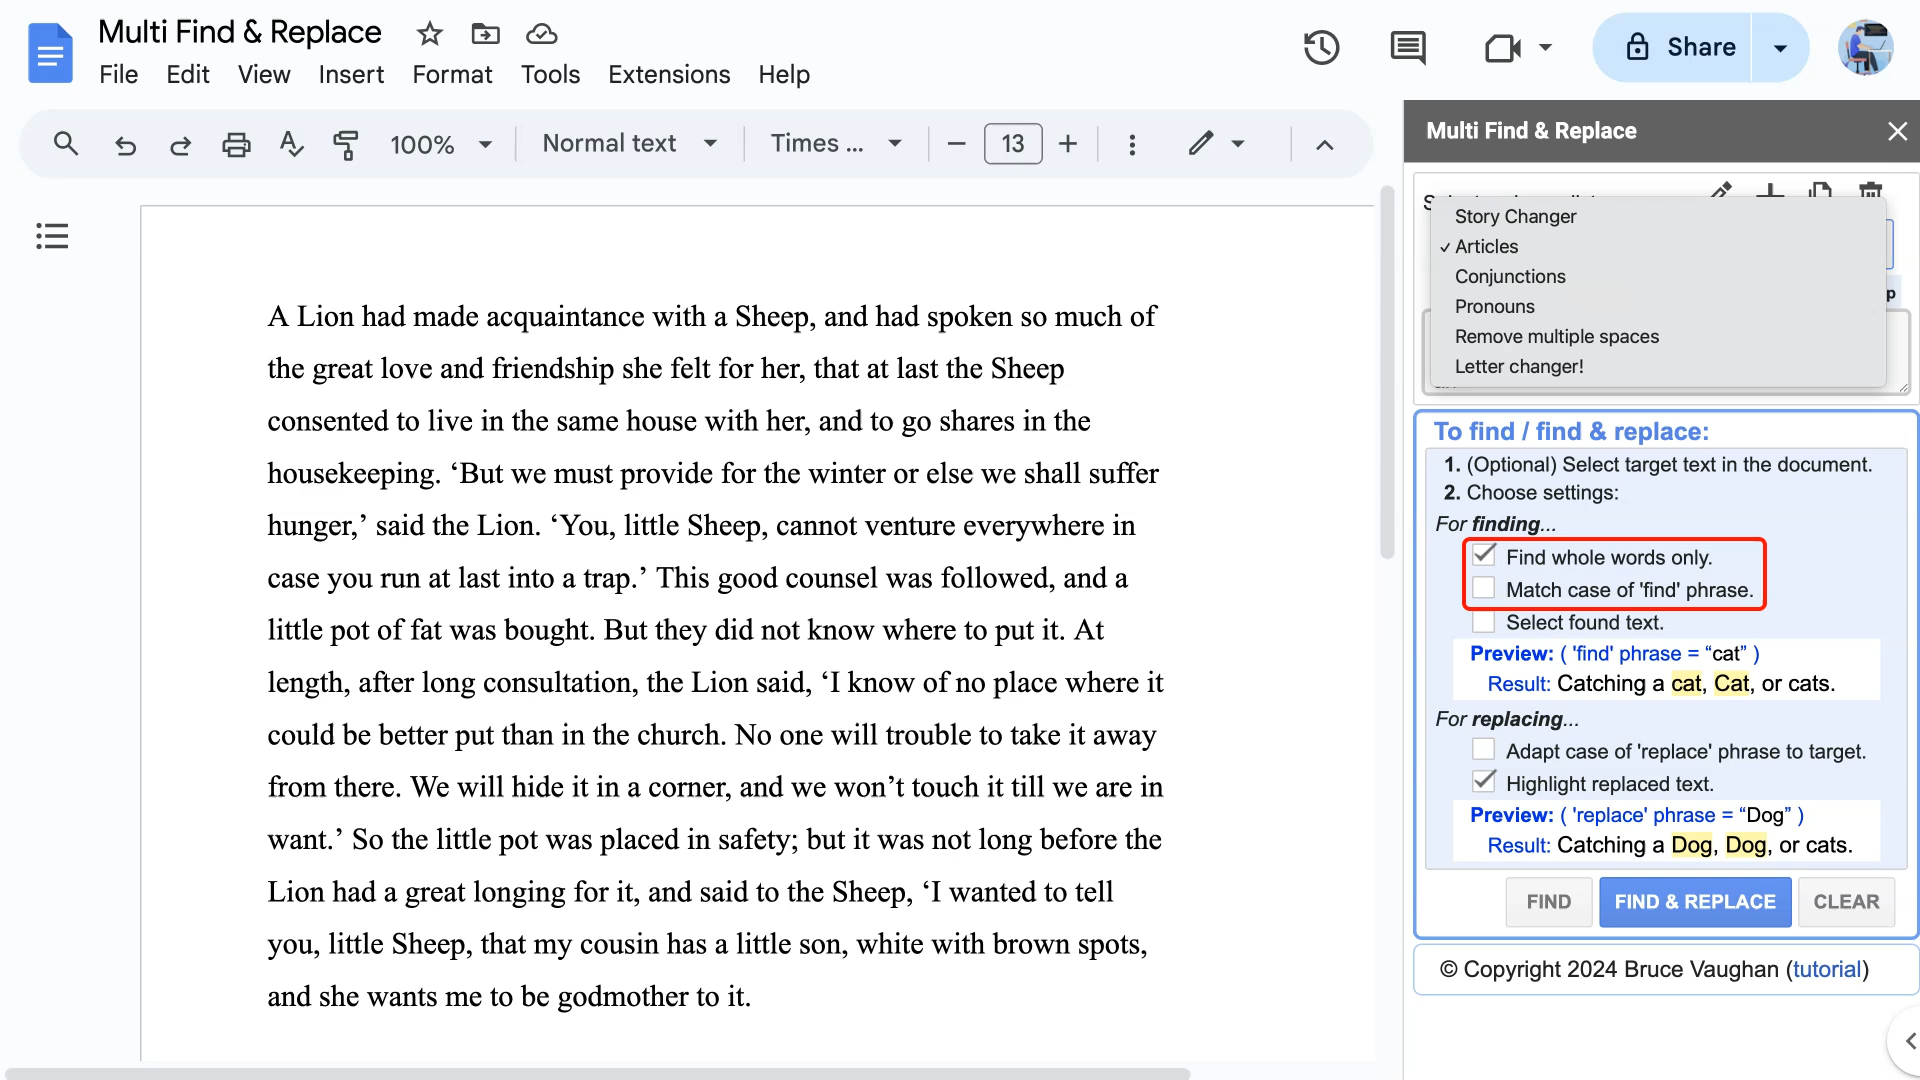 Multi Find & Replace
File Edit View Insert Format Tools Extensions Help
Share
100% Normal text Times ... 13
A Lion had made acquaintance with a Sheep, and had spoken so much of
the great love and friendship she felt for her, that at last the Sheep
consented to live in the same house with her, and to go shares in the
housekeeping. ‘But we must provide for the winter or else we shall suffer
hunger,’ said the Lion. ‘You, little Sheep, cannot venture everywhere in
case you run at last into a trap.’ This good counsel was followed, and a
little pot of fat was bought. But they did not know where to put it. At
length, after long consultation, the Lion said, ‘I know of no place where it
could be better put than in the church. No one will trouble to take it away
from there. We will hide it in a corner, and we won’t touch it till we are in
want.’ So the little pot was placed in safety; but it was not long before the
Lion had a great longing for it, and said to the Sheep, ‘I wanted to tell
you, little Sheep, that my cousin has a little son, white with brown spots,
and she wants me to be godmother to it.
Multi Find & Replace
Story Changer
✓ Articles
Conjunctions
Pronouns
Remove multiple spaces
Letter changer!
To find / find & replace:
1. (Optional) Select target text in the document.
2. Choose settings:
For finding...
Find whole words only.
Match case of 'find' phrase.
Select found text.
Preview: ( 'find' phrase = “cat” )
Result: Catching a cat, Cat, or cats.
For replacing...
Adapt case of 'replace' phrase to target.
Highlight replaced text.
Preview: ( 'replace' phrase = “Dog” )
Result: Catching a Dog, Dog, or cats.
FIND FIND & REPLACE CLEAR
© Copyright 2024 Bruce Vaughan (tutorial)